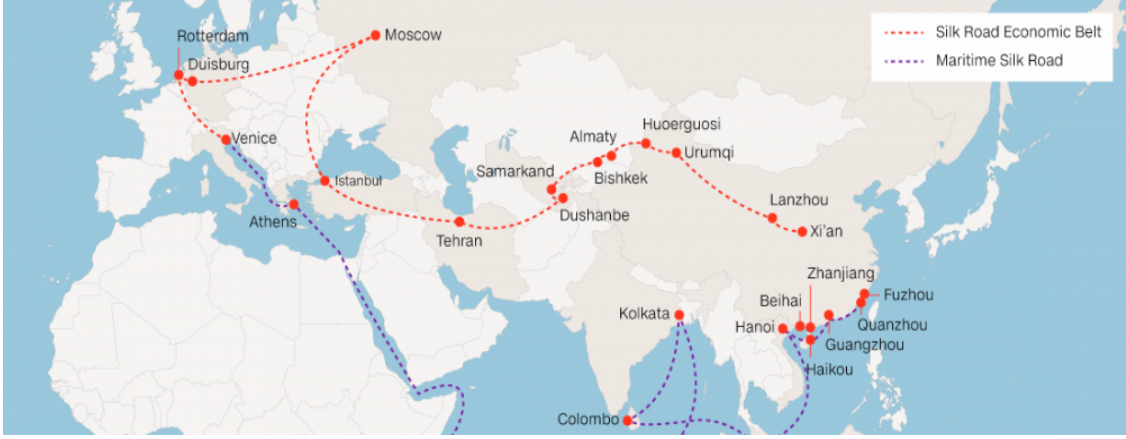 Silk Road Economic Belt
Maritime Silk Road
Rotterdam
Moscow
Duisburg
Venice
Huoerguosi
Almaty
Urumqi
Samarkand
Bishkek
Istanbul
Lanzhou
Athens
Dushanbe
Xi'an
Tehran
Zhanjiang
Beihai
Fuzhou
Kolkata
Hanoi
Quanzhou
Guangzhou
Haikou
Colombo